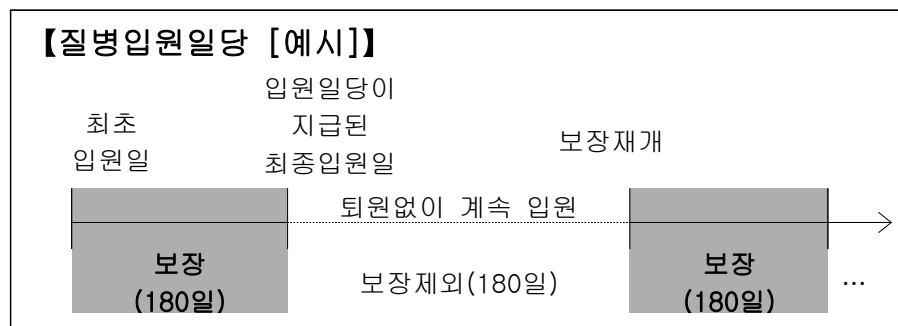 【질병입원일당 [예시]】
최초
입원일
입원일당이
지급된
최종입원일
보장재개
퇴원없이 계속 입원
보장
(180일)
보장제외(180일)
보장
(180일)
…